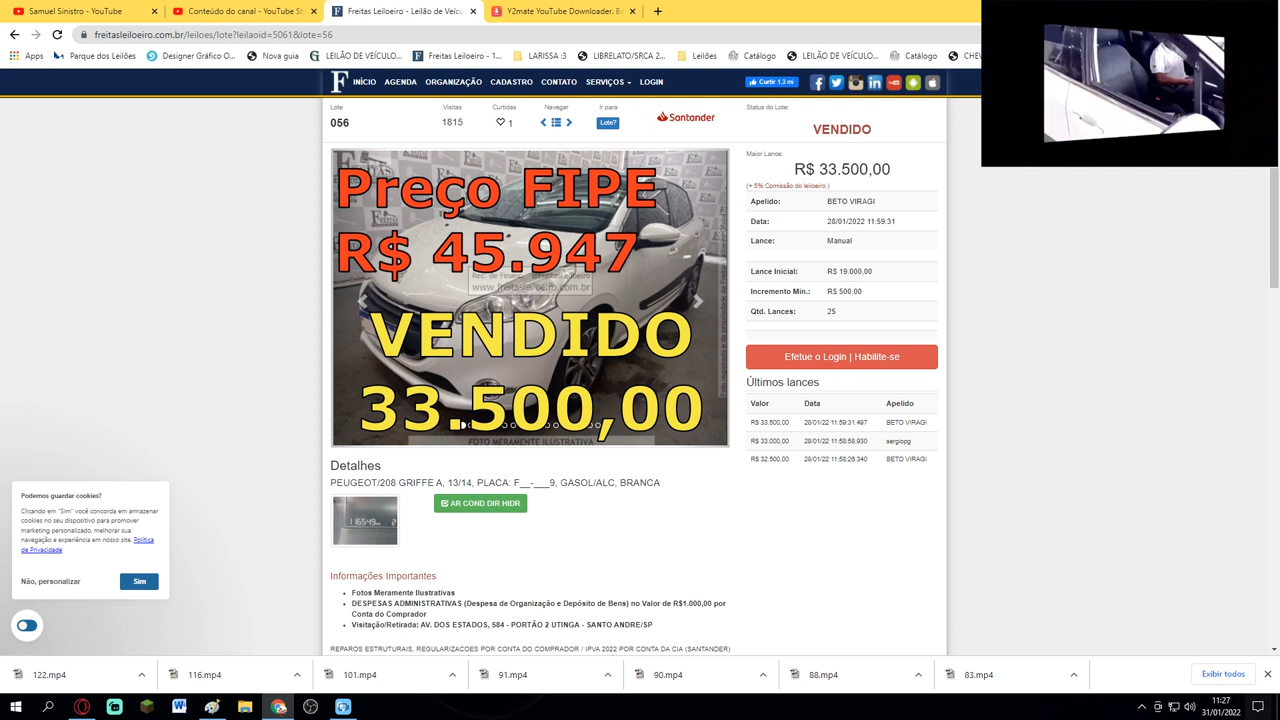 Samuel Sinistro - YouTube
Conteúdo do canal - YouTube St
Freitas Leiloeiro - Leilão de Veícu
Y2mate YouTube Downloader. B
freitasleiloeiro.com.br/leiloes/lote?leilaoid=5061&lote=56
Apps
Parque dos Leilões
Designer Gráfico O...
Nova guia
LEILÃO DE VEÍCULO...
Freitas Leiloeiro - 1...
LARISSA :3
LIBRELATO/SRCA 2...
Leilões
Catálogo
LEILÃO DE VEÍCULO...
Catálogo
CHEV
F INÍCIO AGENDA ORGANIZAÇÃO CADASTRO CONTATO SERVIÇOS LOGIN
Curtir 1,3 mi
Lote
056
Visitas
1815
Curtidas
1
Navegar
Ir para
Lote?
Santander
Status do Lote:
VENDIDO
Preço FIPE
R$ 45.947
VENDIDO
33.500,00
www.freitasleiloeiro.com.br
FOTO MERAMENTE ILUSTRATIVA
Maior Lance:
R$ 33.500,00
(+ 5% Comissão do leiloeiro )
Apelido: BETO VIRAGI
Data: 28/01/2022 11:59:31
Lance: Manual
Lance Inicial: R$ 19.000,00
Incremento Min.: R$ 500,00
Qtd. Lances: 25
Efetue o Login | Habilite-se
Últimos lances
Valor Data Apelido
R$ 33.500,00 28/01/22 11:59:31.497 BETO VIRAGI
R$ 33.000,00 28/01/22 11:58:58.930 sergiopg
R$ 32.500,00 28/01/22 11:58:26.340 BETO VIRAGI
Detalhes
PEUGEOT/208 GRIFFE A, 13/14, PLACA: F__-___9, GASOL/ALC, BRANCA
116549
AR COND DIR HIDR
Informações Importantes
Fotos Meramente Ilustrativas
DESPESAS ADMINISTRATIVAS (Despesa de Organização e Depósito de Bens) no Valor de R$1.000,00 por
Conta do Comprador
Visitação/Retirada: AV. DOS ESTADOS, 584 - PORTÃO 2 UTINGA - SANTO ANDRE/SP
REPAROS ESTRUTURAIS. REGULARIZACOES POR CONTA DO COMPRADOR / IPVA 2022 POR CONTA DA CIA (SANTANDER)
Podemos guardar cookies?
Clicando em "Sim" você concorda em armazenar
cookies no seu dispositivo para promover
marketing personalizado, melhorar sua
navegação e experiência em nosso site. Política
de Privacidade
Não, personalizar
Sim
122.mp4
116.mp4
101.mp4
91.mp4
90.mp4
88.mp4
83.mp4
Exibir todos
11:27
31/01/2022